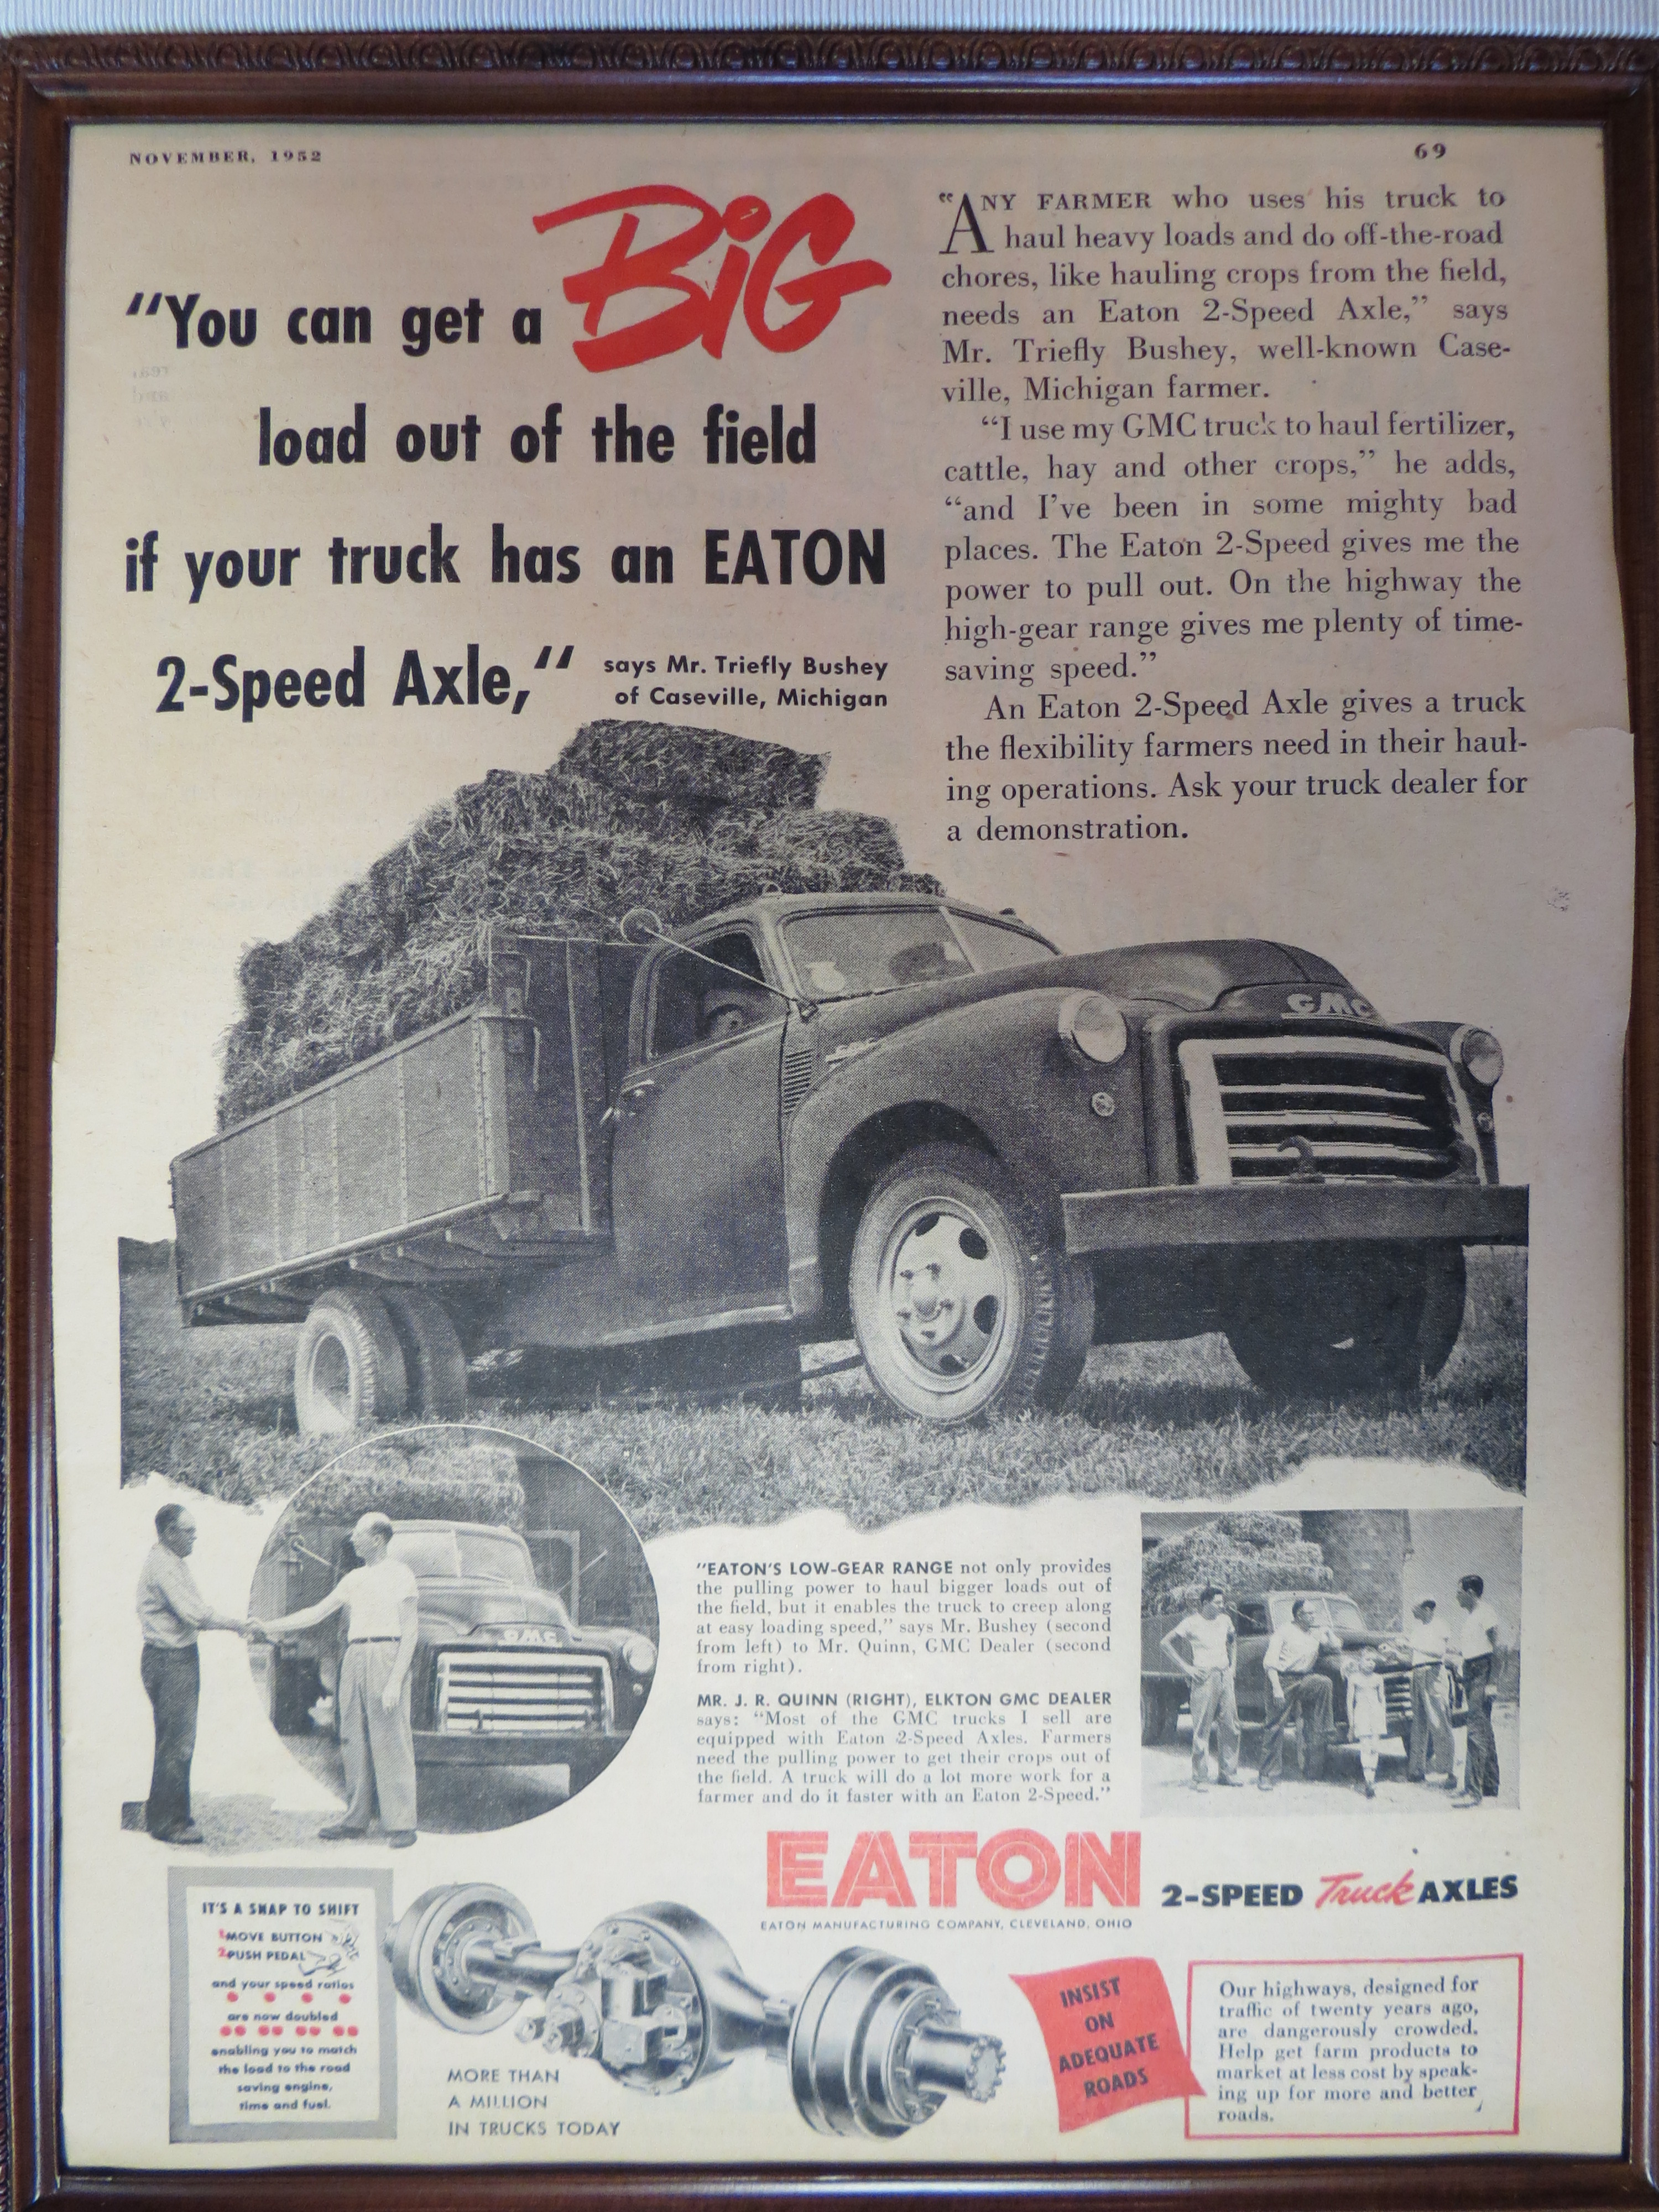 NOVEMBER, 1952
69
"You can get a BiG
load out of the field
if your truck has an EATON
2-Speed Axle,"
says Mr. Triefly Bushey
of Caseville, Michigan
"ANY FARMER who uses his truck to
haul heavy loads and do off-the-road
chores, like hauling crops from the field,
needs an Eaton 2-Speed Axle," says
Mr. Triefly Bushey, well-known Case-
ville, Michigan farmer.
"I use my GMC truck to haul fertilizer,
cattle, hay and other crops," he adds,
"and I've been in some mighty bad
places. The Eaton 2-Speed gives me the
power to pull out. On the highway the
high-gear range gives me plenty of time-
saving speed."
An Eaton 2-Speed Axle gives a truck
the flexibility farmers need in their haul-
ing operations. Ask your truck dealer for
a demonstration.
GMC
GMC
"EATON'S LOW-GEAR RANGE not only provides
the pulling power to haul bigger loads out of
the field, but it enables the truck to creep along
at easy loading speed," says Mr. Bushey (second
from left) to Mr. Quinn, GMC Dealer (second
from right).
MR. J. R. QUINN (RIGHT), ELKTON GMC DEALER
says: "Most of the GMC trucks I sell are
equipped with Eaton 2-Speed Axles. Farmers
need the pulling power to get their crops out of
the field. A truck will do a lot more work for a
farmer and do it faster with an Eaton 2-Speed."
EATON
2-SPEED Truck AXLES
EATON MANUFACTURING COMPANY, CLEVELAND, OHIO
IT'S A SNAP TO SHIFT
1 MOVE BUTTON
2 PUSH PEDAL
and your speed ratios
are now doubled
enabling you to match
the load to the road
saving engine,
time and fuel.
MORE THAN
A MILLION
IN TRUCKS TODAY
INSIST
ON
ADEQUATE
ROADS
Our highways, designed for
traffic of twenty years ago,
are dangerously crowded.
Help get farm products to
market at less cost by speak-
ing up for more and better
roads.